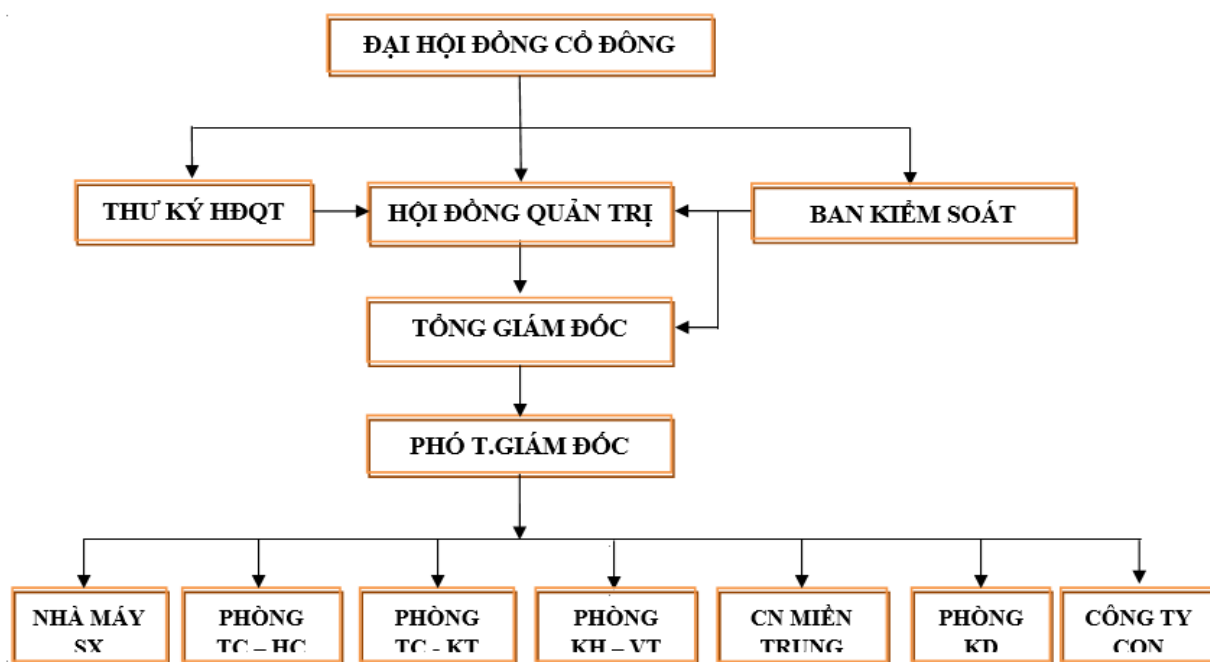 ĐẠI HỘI ĐỒNG CỔ ĐÔNG
THƯ KÝ HĐQT
HỘI ĐỒNG QUẢN TRỊ
BAN KIỂM SOÁT
TỔNG GIÁM ĐỐC
PHÓ T.GIÁM ĐỐC
NHÀ MÁY
SX
PHÒNG
TC – HC
PHÒNG
TC - KT
PHÒNG
KH – VT
CN MIỀN
TRUNG
PHÒNG
KD
CÔNG TY
CON